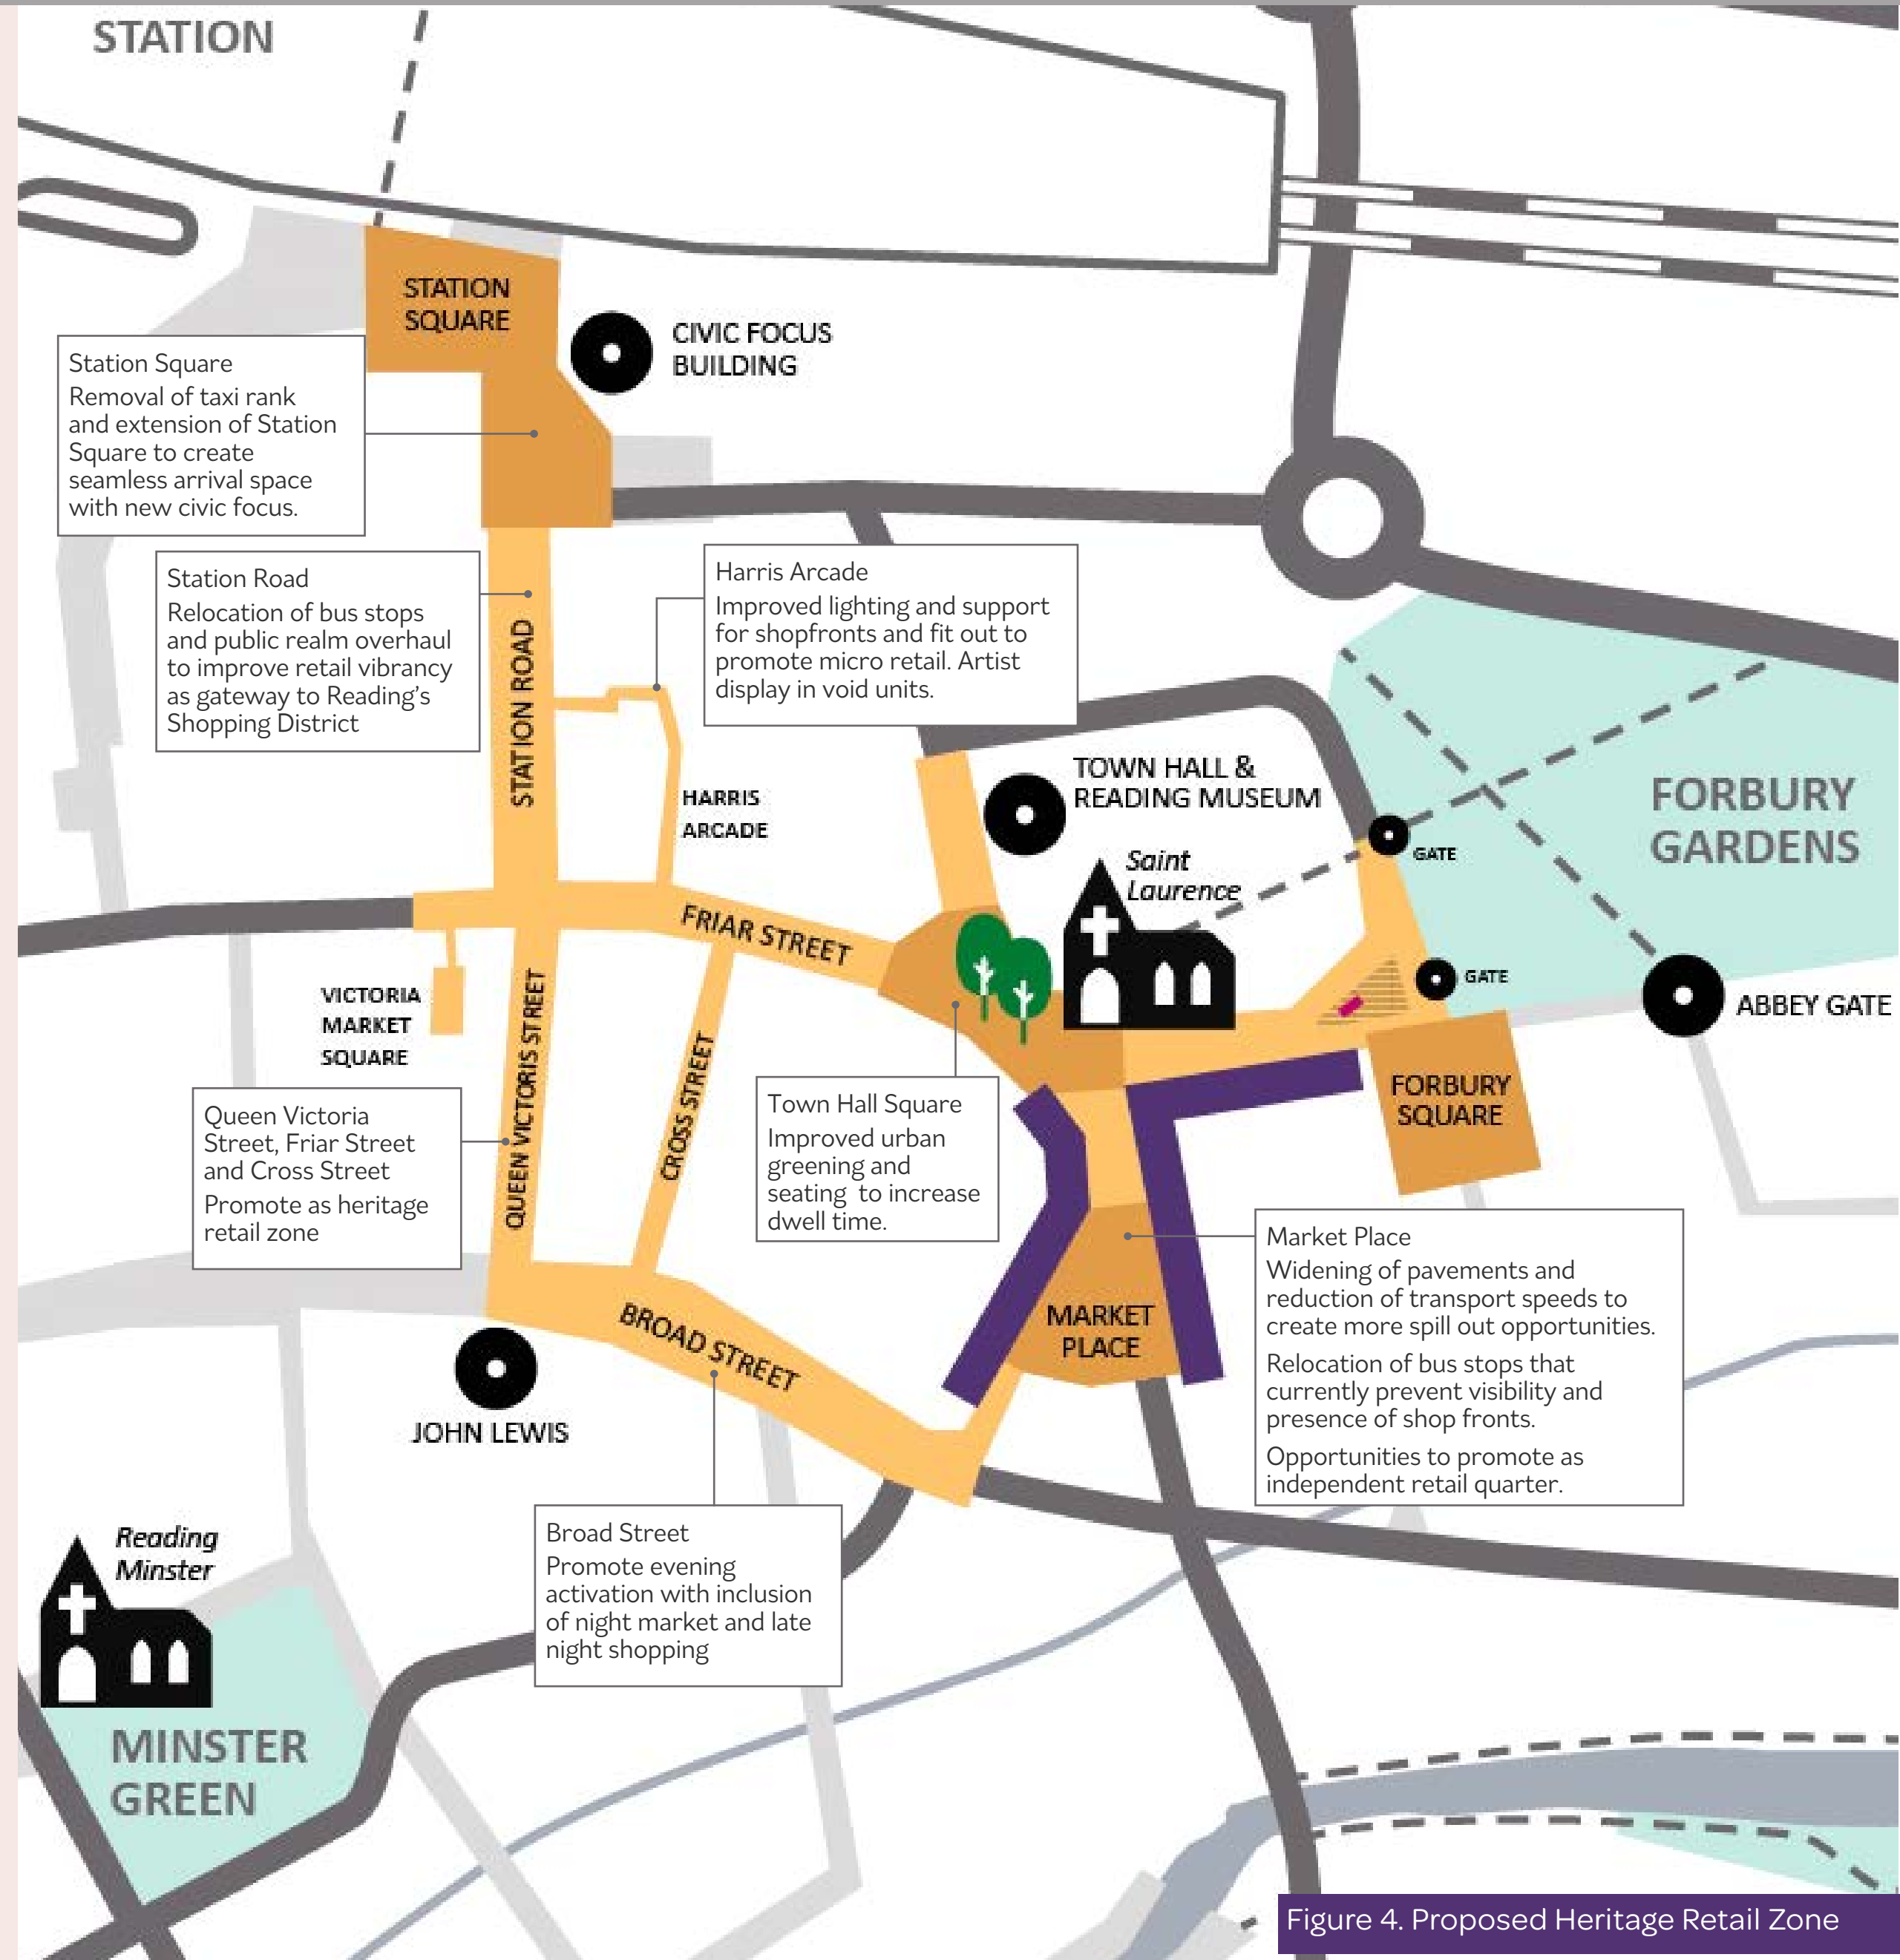 STATION
STATION
SQUARE
CIVIC FOCUS
BUILDING
Station Square
Removal of taxi rank
and extension of Station
Square to create
seamless arrival space
with new civic focus.
Station Road
Relocation of bus stops
and public realm overhaul
to improve retail vibrancy
as gateway to Reading's
Shopping District
STATION ROAD
Harris Arcade
Improved lighting and support
for shopfronts and fit out to
promote micro retail. Artist
display in void units.
HARRIS
ARCADE
TOWN HALL &
READING MUSEUM
Saint
Laurence
GATE
FORBURY
GARDENS
FRIAR STREET
GATE
ABBEY GATE
VICTORIA
MARKET
SQUARE
QUEEN VICTORIS STREET
CROSS STREET
FORBURY
SQUARE
Queen Victoria
Street, Friar Street
and Cross Street
Promote as heritage
retail zone
Town Hall Square
Improved urban
greening and
seating to increase
dwell time.
Market Place
Widening of pavements and
reduction of transport speeds to
create more spill out opportunities.
Relocation of bus stops that
currently prevent visibility and
presence of shop fronts.
Opportunities to promote as
independent retail quarter.
MARKET
PLACE
BROAD STREET
JOHN LEWIS
Broad Street
Promote evening
activation with inclusion
of night market and late
night shopping
Reading
Minster
MINSTER
GREEN
Figure 4. Proposed Heritage Retail Zone